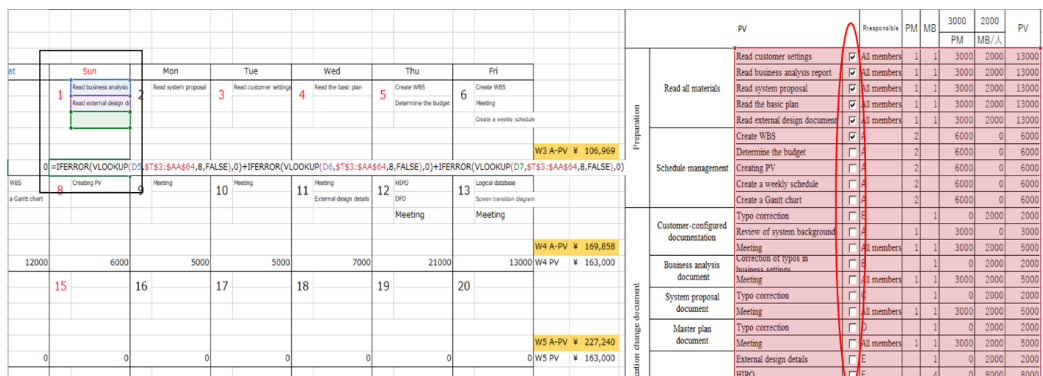 at Sun Mon Tue Wed Thu Fri
1 Read business analysis 2 Read system proposal 3 Read customer settings 4 Read the basic plan 5 Create WBS 6 Create WBS
Read external design d Determine the budget Meeting
Create a weekly schedule
W3 A-PV ¥ 106,969
0 =IFERROR(VLOOKUP(D5,$T$3:$AA$64,8,FALSE),0)+IFERROR(VLOOKUP(D6,$T$3:$AA$64,8,FALSE),0)+IFERROR(VLOOKUP(D7,$T$3:$AA$64,8,FALSE),0)
WBS 8 Creating PV 9 Meeting 10 Meeting 11 Meeting 12 HIPO 13 Logical database
a Gantt chart External design details DFD Screen transition diagram
Meeting Meeting
W4 A-PV ¥ 169,858
12000 6000 5000 5000 7000 21000 13000 W4 PV ¥ 163,000
15 16 17 18 19 20
W5 A-PV ¥ 227,240
0 0 0 0 0 0 0 W5 PV ¥ 163,000
PV Rresponsible PM MB 3000 2000 PV
PM MB/人
Preparation
Read all materials
Read customer settings All members 1 1 3000 2000 13000
Read business analysis report All members 1 1 3000 2000 13000
Read system proposal All members 1 1 3000 2000 13000
Read the basic plan All members 1 1 3000 2000 13000
Read external design document All members 1 1 3000 2000 13000
Schedule management
Create WBS A 2 6000 0 6000
Determine the budget A 2 6000 0 6000
Creating PV A 2 6000 0 6000
Create a weekly schedule A 2 6000 0 6000
Create a Gantt chart A 2 6000 0 6000
cation change document
Customer-configured documentation
Typo correction E 1 0 2000 2000
Review of system background A 1 3000 0 3000
Meeting All members 1 1 3000 2000 5000
Business analysis document
Correction of typos in business settings B 1 0 2000 2000
Meeting All members 1 1 3000 2000 5000
System proposal document
Typo correction C 1 0 2000 2000
Meeting All members 1 1 3000 2000 5000
Master plan document
Typo correction D 1 0 2000 2000
Meeting All members 1 1 3000 2000 5000
External design details E 1 0 2000 2000
HIPO E 4 0 8000 8000